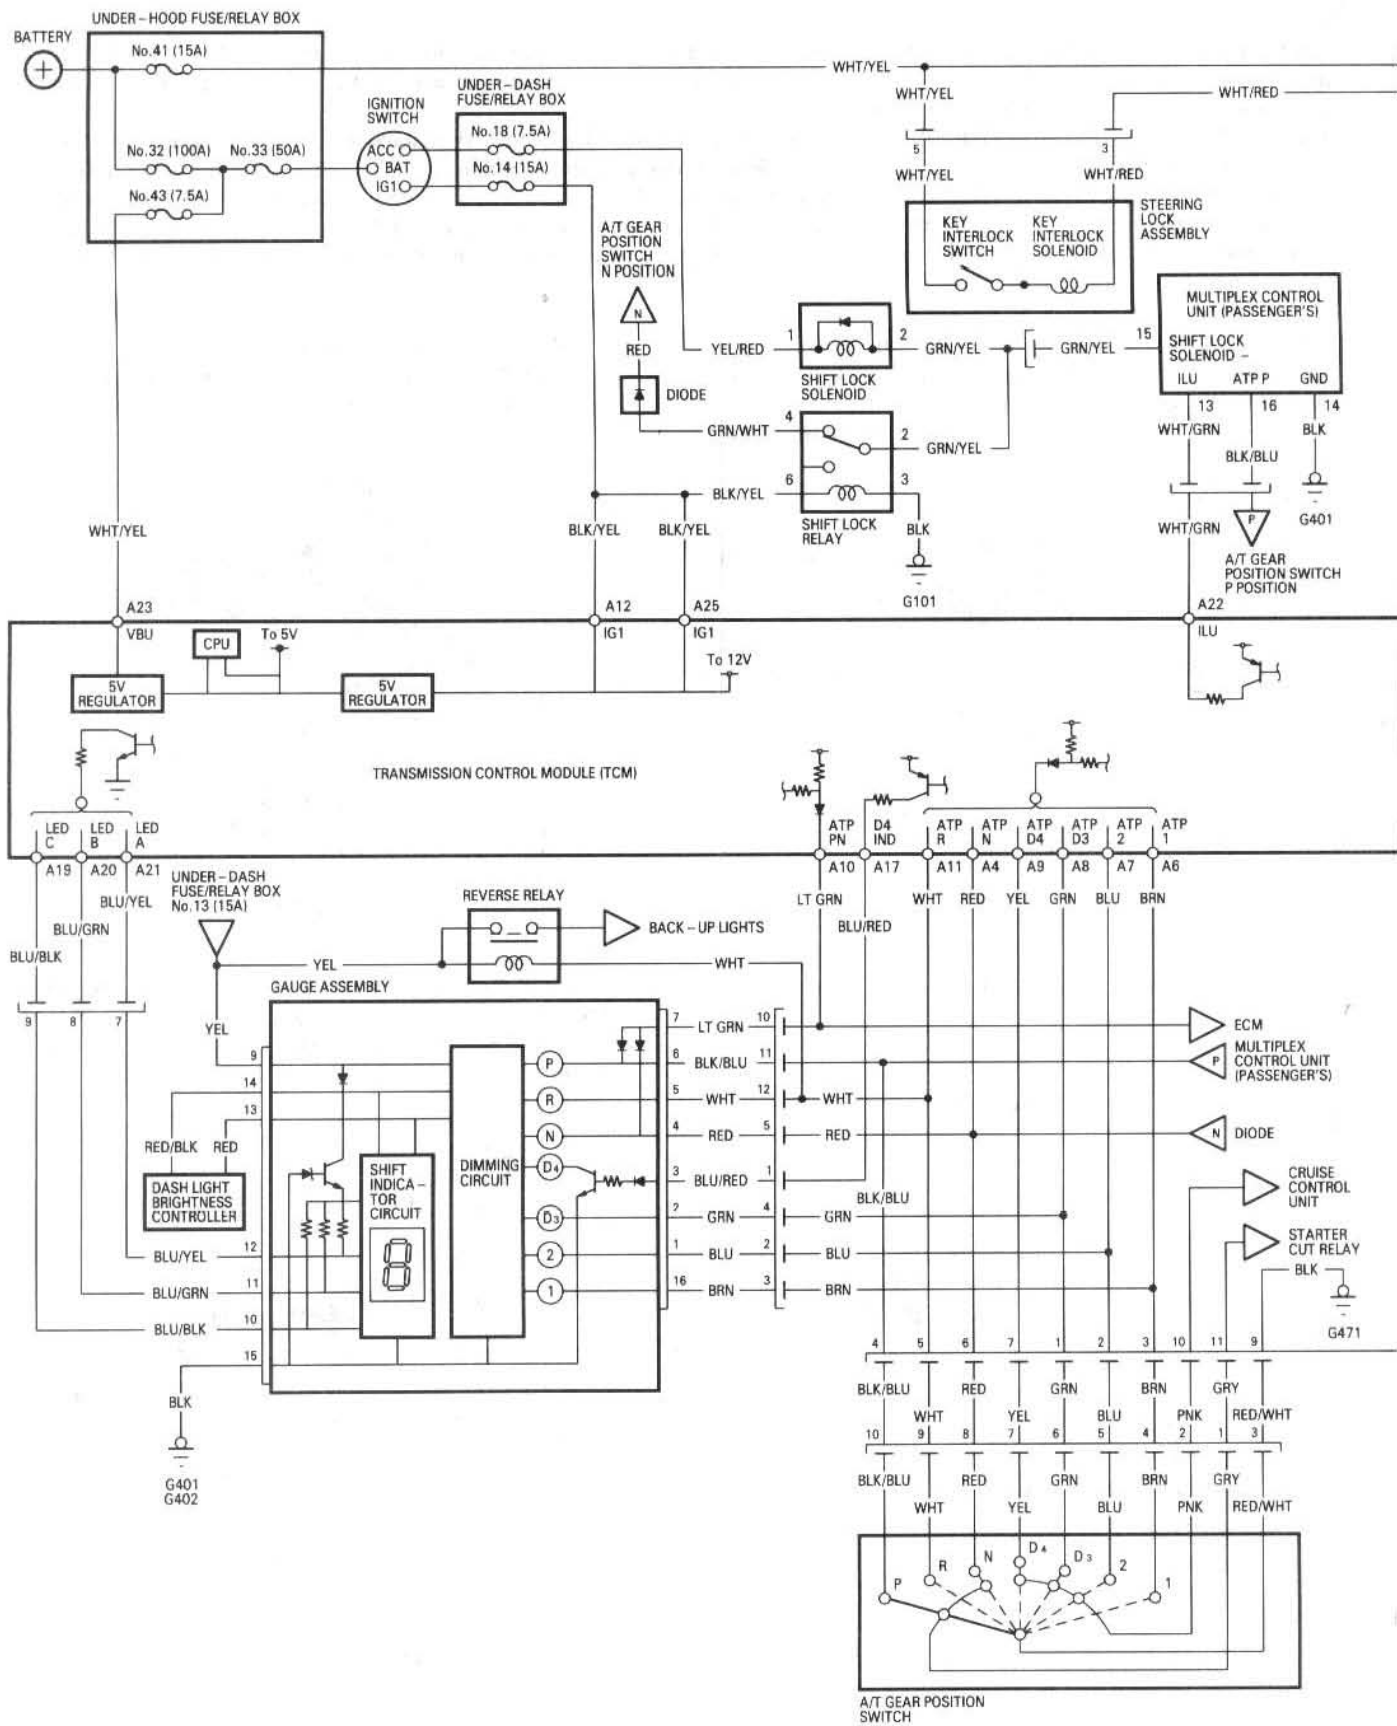 UNDER – HOOD FUSE/RELAY BOX
BATTERY
No.41 (15A)
WHT/YEL
UNDER – DASH
FUSE/RELAY BOX
WHT/YEL
WHT/RED
IGNITION
SWITCH
No.18 (7.5A)
No.32 (100A)
No.33 (50A)
ACC
BAT
IG1
No.14 (15A)
No.43 (7.5A)
5
3
WHT/YEL
WHT/RED
STEERING
LOCK
ASSEMBLY
KEY
INTERLOCK
SWITCH
KEY
INTERLOCK
SOLENOID
A/T GEAR
POSITION
SWITCH
N POSITION
N
RED
DIODE
MULTIPLEX CONTROL
UNIT (PASSENGER'S)
SHIFT LOCK
SOLENOID –
ILU
ATP P
GND
1
2
15
YEL/RED
GRN/YEL
GRN/YEL
SHIFT LOCK
SOLENOID
13
16
14
WHT/GRN
BLK
BLK/BLU
4
2
GRN/WHT
GRN/YEL
6
3
BLK/YEL
SHIFT LOCK
RELAY
BLK
G101
G401
WHT/YEL
BLK/YEL
BLK/YEL
WHT/GRN
P
A/T GEAR
POSITION SWITCH
P POSITION
A23
VBU
A12
IG1
A25
IG1
A22
ILU
CPU
To 5V
To 12V
5V
REGULATOR
5V
REGULATOR
TRANSMISSION CONTROL MODULE (TCM)
LED
C
LED
B
LED
A
ATP
PN
D4
IND
ATP
R
ATP
N
ATP
D4
ATP
D3
ATP
2
ATP
1
A19
A20
A21
A10
A17
A11
A4
A9
A8
A7
A6
UNDER – DASH
FUSE/RELAY BOX
No.13 (15A)
REVERSE RELAY
BACK – UP LIGHTS
BLU/YEL
BLU/GRN
BLU/BLK
LT GRN
BLU/RED
WHT
RED
YEL
GRN
BLU
BRN
YEL
WHT
GAUGE ASSEMBLY
9
8
7
YEL
9
14
13
RED/BLK
RED
DASH LIGHT
BRIGHTNESS
CONTROLLER
SHIFT
INDICA –
TOR
CIRCUIT
8
DIMMING
CIRCUIT
P
R
N
D4
D3
2
1
7
LT GRN
10
ECM
6
BLK/BLU
11
P
MULTIPLEX
CONTROL UNIT
(PASSENGER'S)
5
WHT
12
WHT
4
RED
5
RED
N
DIODE
3
BLU/RED
1
BLK/BLU
CRUISE
CONTROL
UNIT
2
GRN
4
GRN
STARTER
CUT RELAY
1
BLU
2
BLU
BLK
16
BRN
3
BRN
G471
BLU/YEL
12
BLU/GRN
11
BLU/BLK
10
15
BLK
G401
G402
4
5
6
7
1
2
3
10
11
9
BLK/BLU
WHT
RED
YEL
GRN
BLU
BRN
PNK
GRY
RED/WHT
10
9
8
7
6
5
4
2
1
3
BLK/BLU
WHT
RED
YEL
GRN
BLU
BRN
PNK
GRY
RED/WHT
P
R
N
D4
D3
2
1
A/T GEAR POSITION
SWITCH